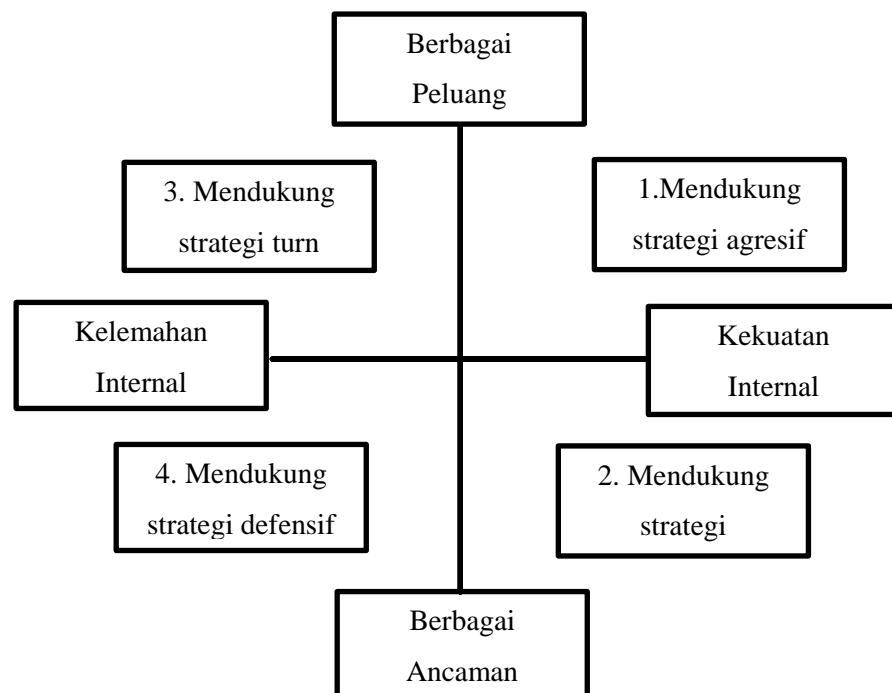 Berbagai
Peluang
3. Mendukung
strategi turn
1.Mendukung
strategi agresif
Kelemahan
Internal
Kekuatan
Internal
4. Mendukung
strategi defensif
2. Mendukung
strategi
Berbagai
Ancaman